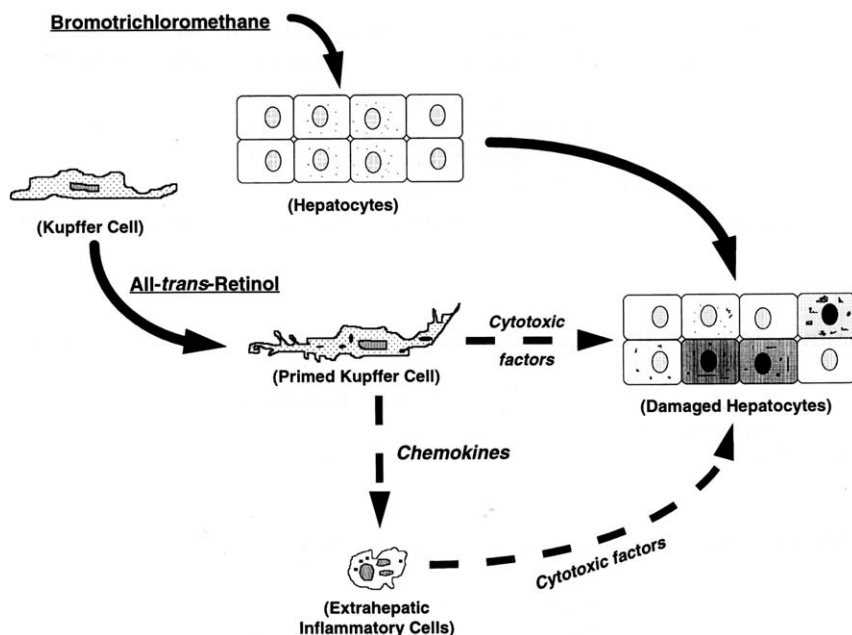 Bromotrichloromethane
(Hepatocytes)
(Kupffer Cell)
All-trans-Retinol
(Primed Kupffer Cell)
Cytotoxic
factors
(Damaged Hepatocytes)
Chemokines
Cytotoxic factors
(Extrahepatic
Inflammatory Cells)